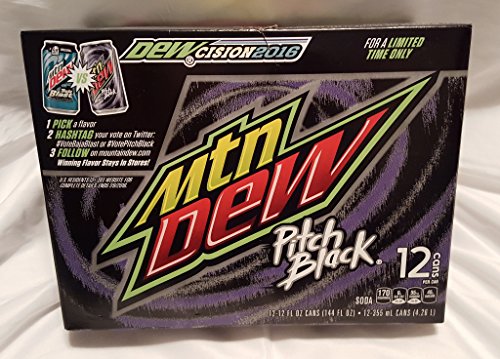 DEWCISION2016
FOR A LIMITED
TIME ONLY
VS
1 PICK a flavor
2 HASHTAG your vote on Twitter:
#VoteBajaBlast or #VotePitchBlack
3 FOLLOW on mountaindew.com
Winning Flavor Stays in Stores!
Mtn
DEW
Pitch
Black
12 cans
SODA
12-12 FL OZ CANS (144 FL OZ) • 12-355 mL CANS (4.26 L)